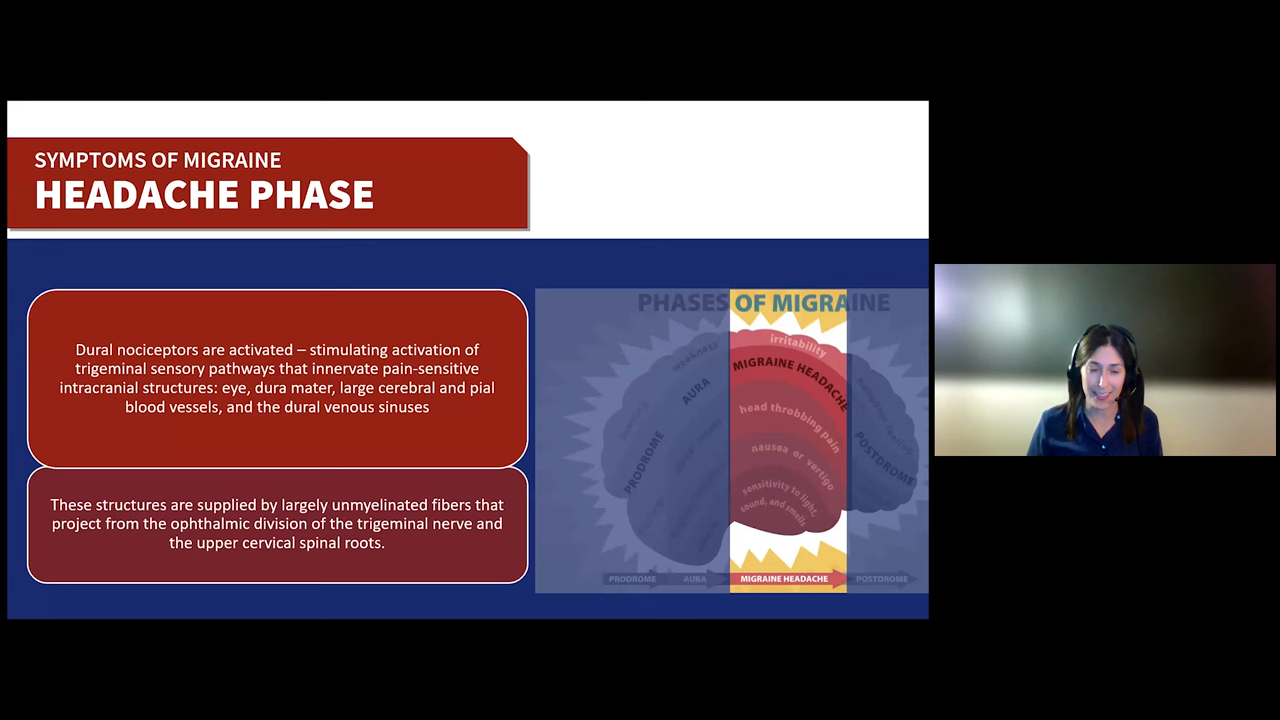 SYMPTOMS OF MIGRAINE
HEADACHE PHASE
Dural nociceptors are activated – stimulating activation of
trigeminal sensory pathways that innervate pain-sensitive
intracranial structures: eye, dura mater, large cerebral and pial
blood vessels, and the dural venous sinuses
These structures are supplied by largely unmyelinated fibers that
project from the ophthalmic division of the trigeminal nerve and
the upper cervical spinal roots.
PHASES OF MIGRAINE
PRODROME
weakness
AURA
irritability
MIGRAINE HEADACHE
head throbbing pain
nausea or vertigo
sensitivity to light,
sound, and smells
POSTDROME
PRODROME
AURA
MIGRAINE HEADACHE
POSTDROME